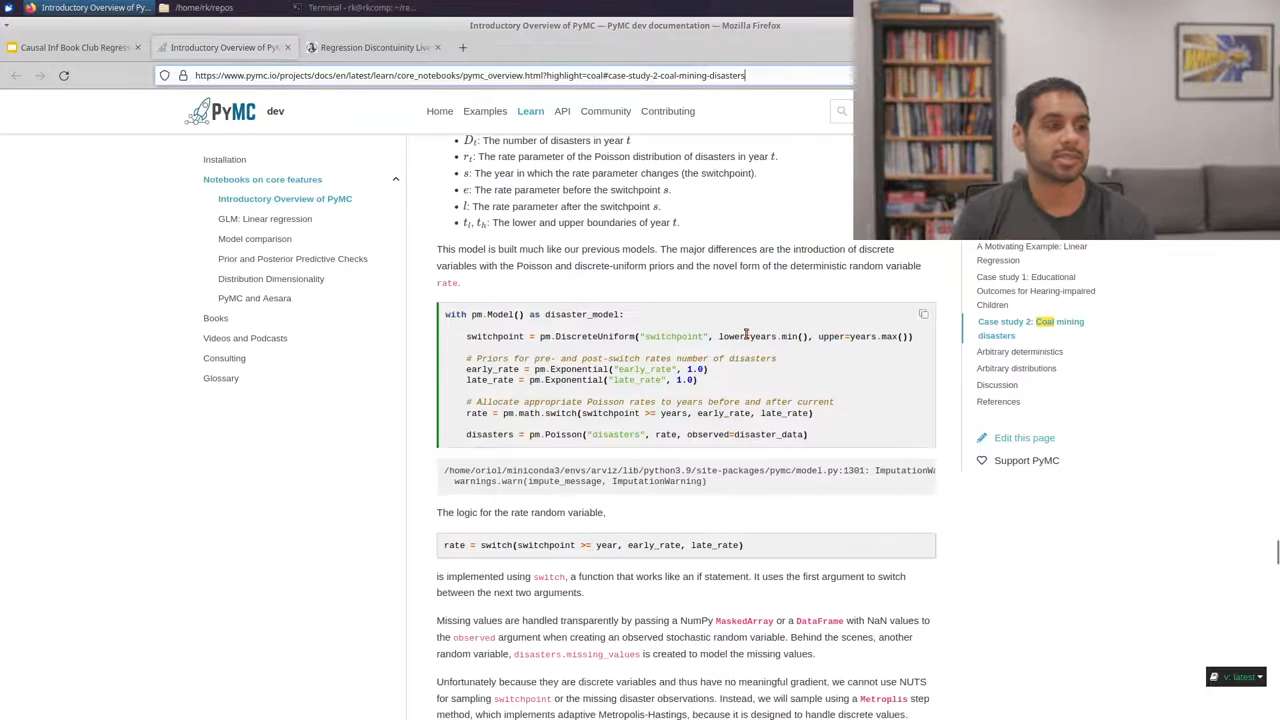 /home/rk/repos
Terminal - rk@rkcomp: ~/re...
Introductory Overview of PyMC — PyMC dev documentation — Mozilla Firefox
Causal Inf Book Club Regres
Introductory Overview of PyM
Regression Discontuinity Live
https://www.pymc.io/projects/docs/en/latest/learn/core_notebooks/pymc_overview.html?highlight=coal#case-study-2-coal-mining-disasters
PyMC
dev
Home
Examples
Learn
API
Community
Contributing
Installation
Notebooks on core features
Introductory Overview of PyMC
GLM: Linear regression
Model comparison
Prior and Posterior Predictive Checks
Distribution Dimensionality
PyMC and Aesara
Books
Videos and Podcasts
Consulting
Glossary
• Dt: The number of disasters in year t
• rt: The rate parameter of the Poisson distribution of disasters in year t.
• s: The year in which the rate parameter changes (the switchpoint).
• e: The rate parameter before the switchpoint s.
• l: The rate parameter after the switchpoint s.
• tl, th: The lower and upper boundaries of year t.
This model is built much like our previous models. The major differences are the introduction of discrete
variables with the Poisson and discrete-uniform priors and the novel form of the deterministic random variable
rate.
with pm.Model() as disaster_model:
switchpoint = pm.DiscreteUniform("switchpoint", lower=years.min(), upper=years.max())
# Priors for pre- and post-switch rates number of disasters
early_rate = pm.Exponential("early_rate", 1.0)
late_rate = pm.Exponential("late_rate", 1.0)
# Allocate appropriate Poisson rates to years before and after current
rate = pm.math.switch(switchpoint >= years, early_rate, late_rate)
disasters = pm.Poisson("disasters", rate, observed=disaster_data)
/home/oriol/miniconda3/envs/arviz/lib/python3.9/site-packages/pymc/model.py:1301: ImputationWa
warnings.warn(impute_message, ImputationWarning)
The logic for the rate random variable,
rate = switch(switchpoint >= year, early_rate, late_rate)
is implemented using switch, a function that works like an if statement. It uses the first argument to switch
between the next two arguments.
Missing values are handled transparently by passing a NumPy MaskedArray or a DataFrame with NaN values to
the observed argument when creating an observed stochastic random variable. Behind the scenes, another
random variable, disasters.missing_values is created to model the missing values.
Unfortunately because they are discrete variables and thus have no meaningful gradient, we cannot use NUTS
for sampling switchpoint or the missing disaster observations. Instead, we will sample using a Metroplis step
method, which implements adaptive Metropolis-Hastings, because it is designed to handle discrete values.
A Motivating Example: Linear
Regression
Case study 1: Educational
Outcomes for Hearing-impaired
Children
Case study 2: Coal mining
disasters
Arbitrary deterministics
Arbitrary distributions
Discussion
References
Edit this page
Support PyMC
v: latest